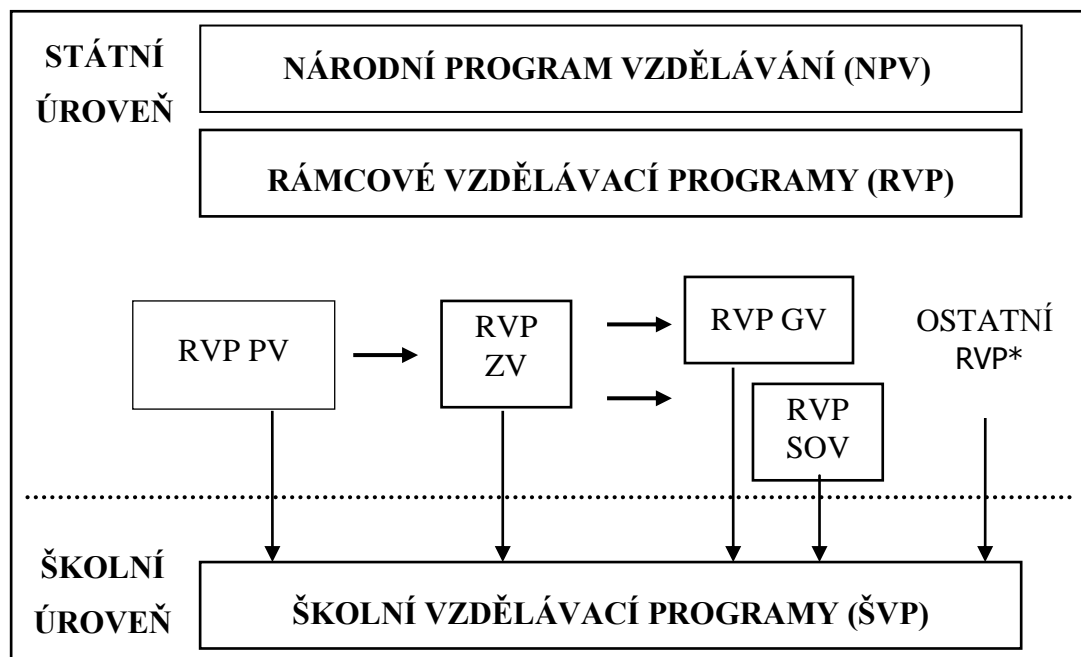 STÁTNÍ
ÚROVEŇ
NÁRODNÍ PROGRAM VZDĚLÁVÁNÍ (NPV)
RÁMCOVÉ VZDĚLÁVACÍ PROGRAMY (RVP)
RVP PV
RVP
ZV
RVP GV
RVP
SOV
OSTATNÍ
RVP*
ŠKOLNÍ
ÚROVEŇ
ŠKOLNÍ VZDĚLÁVACÍ PROGRAMY (ŠVP)